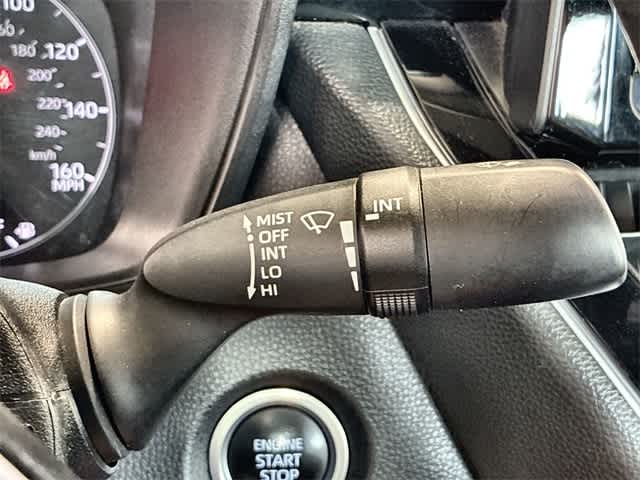 100
160
120
180
200
220
140
240
km/h
160
MPH
F
MIST
OFF
INT
LO
HI
INT
ENGINE
START
STOP